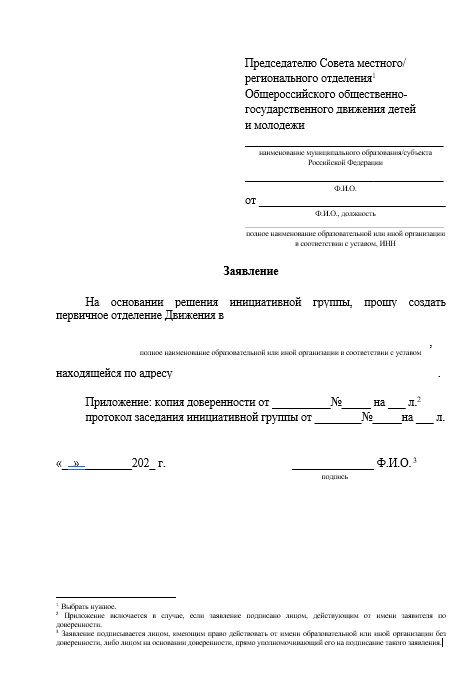 Председателю Совета местного/
регионального отделения¹
Общероссийского общественно-
государственного движения детей
и молодежи
наименование муниципального образования/субъекта
Российской Федерации
Ф.И.О.
от
Ф.И.О., должность
полное наименование образовательной или иной организации
в соответствии с уставом, ИНН
Заявление
На основании решения инициативной группы, прошу создать
первичное отделение Движения в
,
полное наименование образовательной или иной организации в соответствии с уставом
находящейся по адресу .
Приложение: копия доверенности от ________№_____ на ___ л.²
протокол заседания инициативной группы от ________№_____на ___ л.
«__»________202_ г. ______________ Ф.И.О. ³
подпись
¹ Выбрать нужное.
² Приложение включается в случае, если заявление подписано лицом, действующим от имени заявителя по
доверенности.
³ Заявление подписывается лицом, имеющим право действовать от имени образовательной или иной организации без
доверенности, либо лицом на основании доверенности, прямо уполномочивающий его на подписание такого заявления.